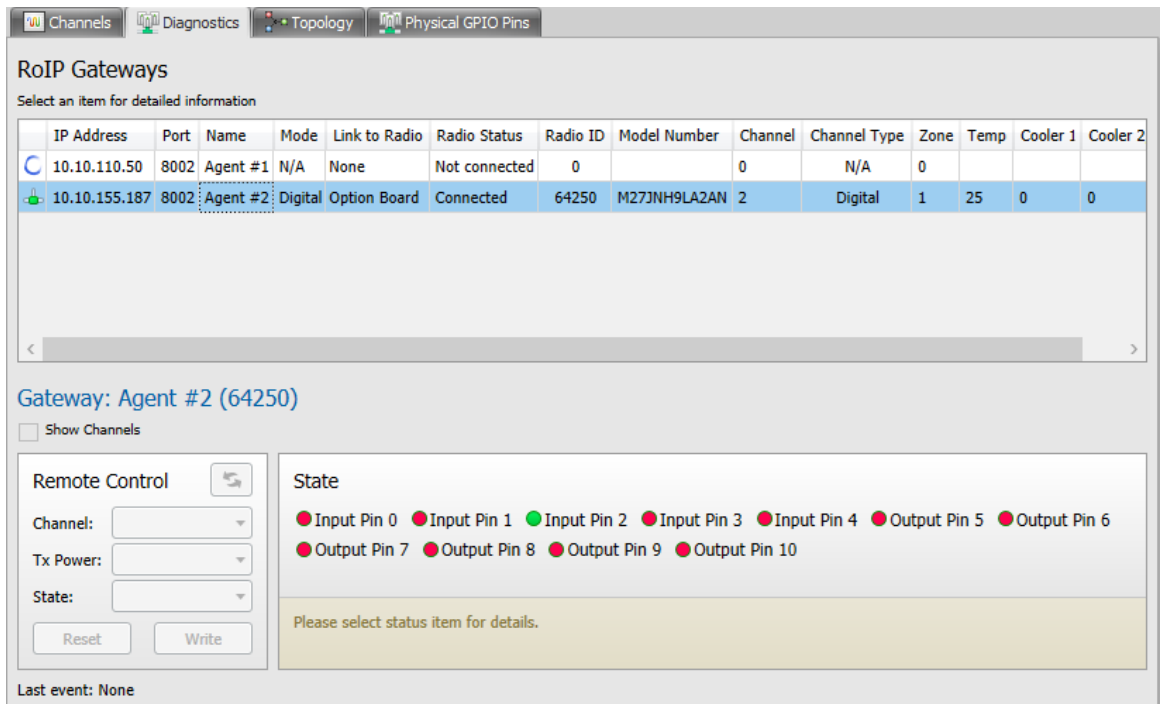 Channels Diagnostics Topology Physical GPIO Pins
RoIP Gateways
Select an item for detailed information
IP Address Port Name Mode Link to Radio Radio Status Radio ID Model Number Channel Channel Type Zone Temp Cooler 1 Cooler 2
10.10.110.50 8002 Agent #1 N/A None Not connected 0 0 N/A 0
10.10.155.187 8002 Agent #2 Digital Option Board Connected 64250 M27JNH9LA2AN 2 Digital 1 25 0 0
Gateway: Agent #2 (64250)
Show Channels
Remote Control
Channel:
Tx Power:
State:
Reset Write
State
Input Pin 0 Input Pin 1 Input Pin 2 Input Pin 3 Input Pin 4 Output Pin 5 Output Pin 6
Output Pin 7 Output Pin 8 Output Pin 9 Output Pin 10
Please select status item for details.
Last event: None